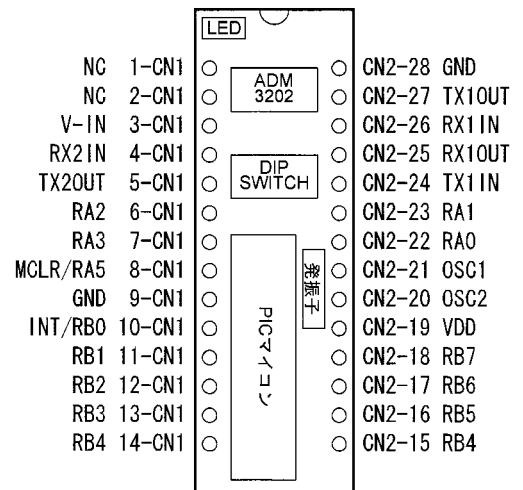 LED
NC 1-CN1
NC 2-CN1
V-IN 3-CN1
RX2IN 4-CN1
TX2OUT 5-CN1
RA2 6-CN1
RA3 7-CN1
MCLR/RA5 8-CN1
GND 9-CN1
INT/RB0 10-CN1
RB1 11-CN1
RB2 12-CN1
RB3 13-CN1
RB4 14-CN1
ADM
3202
DIP
SWITCH
発振子
PICマイコン
CN2-28 GND
CN2-27 TX1OUT
CN2-26 RX1IN
CN2-25 RX1OUT
CN2-24 TX1IN
CN2-23 RA1
CN2-22 RA0
CN2-21 OSC1
CN2-20 OSC2
CN2-19 VDD
CN2-18 RB7
CN2-17 RB6
CN2-16 RB5
CN2-15 RB4